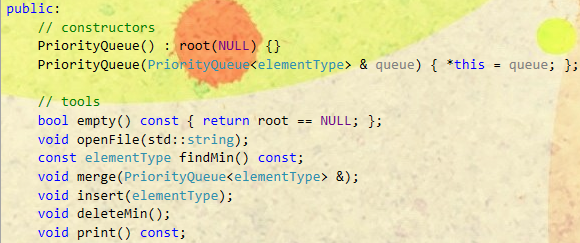 public:
// constructors
PriorityQueue() : root(NULL) {}
PriorityQueue(PriorityQueue<elementType> & queue) { *this = queue; };
// tools
bool empty() const { return root == NULL; };
void openFile(std::string);
const elementType findMin() const;
void merge(PriorityQueue<elementType> &);
void insert(elementType);
void deleteMin();
void print() const;